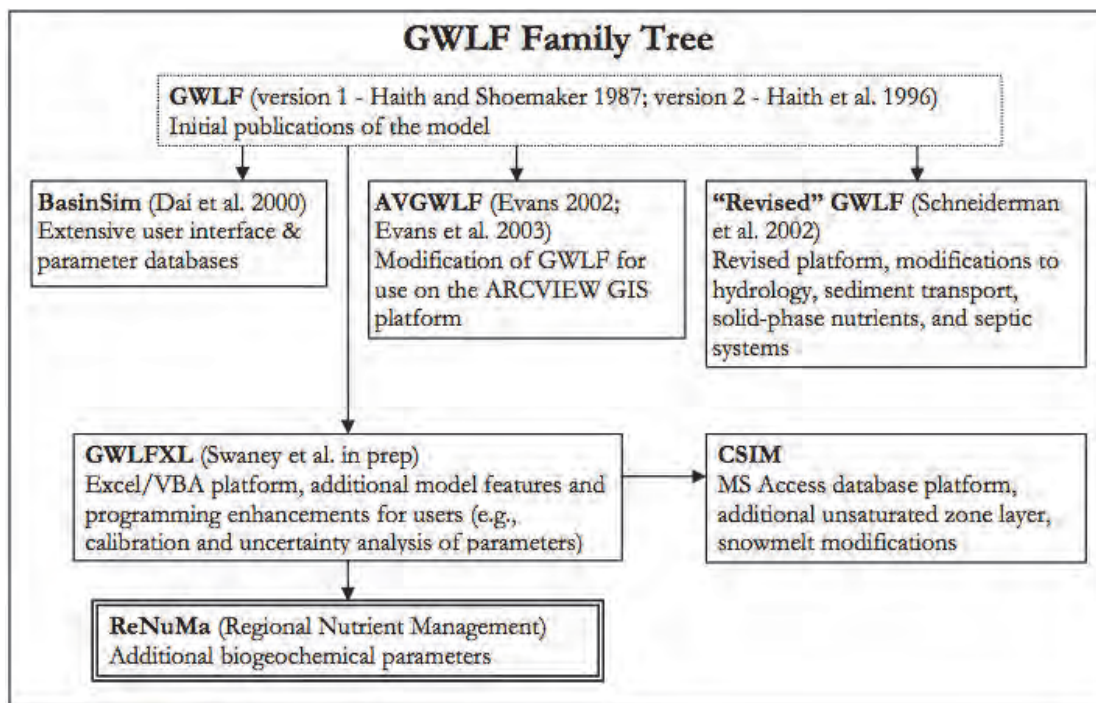 GWLF Family Tree
GWLF (version 1 - Haith and Shoemaker 1987; version 2 - Haith et al. 1996)
Initial publications of the model
BasinSim (Dai et al. 2000)
Extensive user interface &
parameter databases
AVGWLF (Evans 2002;
Evans et al. 2003)
Modification of GWLF for
use on the ARCVIEW GIS
platform
“Revised” GWLF (Schneiderman
et al. 2002)
Revised platform, modifications to
hydrology, sediment transport,
solid-phase nutrients, and septic
systems
GWLFXL (Swaney et al. in prep)
Excel/VBA platform, additional model features and
programming enhancements for users (e.g.,
calibration and uncertainty analysis of parameters)
CSIM
MS Access database platform,
additional unsaturated zone layer,
snowmelt modifications
ReNuMa (Regional Nutrient Management)
Additional biogeochemical parameters